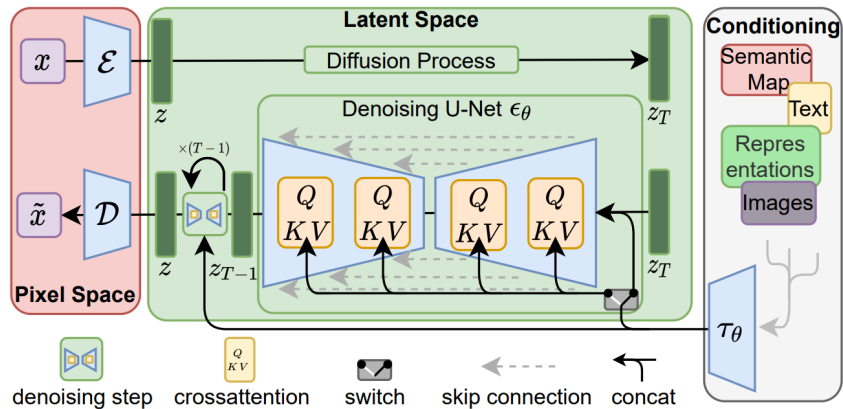 Latent Space
Conditioning
x
ℰ
Diffusion Process
Semantic
Map
z
z_T
Text
Denoising U-Net ϵ_θ
×(T−1)
Repres
entations
Images
x̃
𝒟
Q
KV
Q
KV
Q
KV
Q
KV
z
z_{T−1}
z_T
Pixel Space
τ_θ
Q
KV
denoising step
crossattention
switch
skip connection
concat